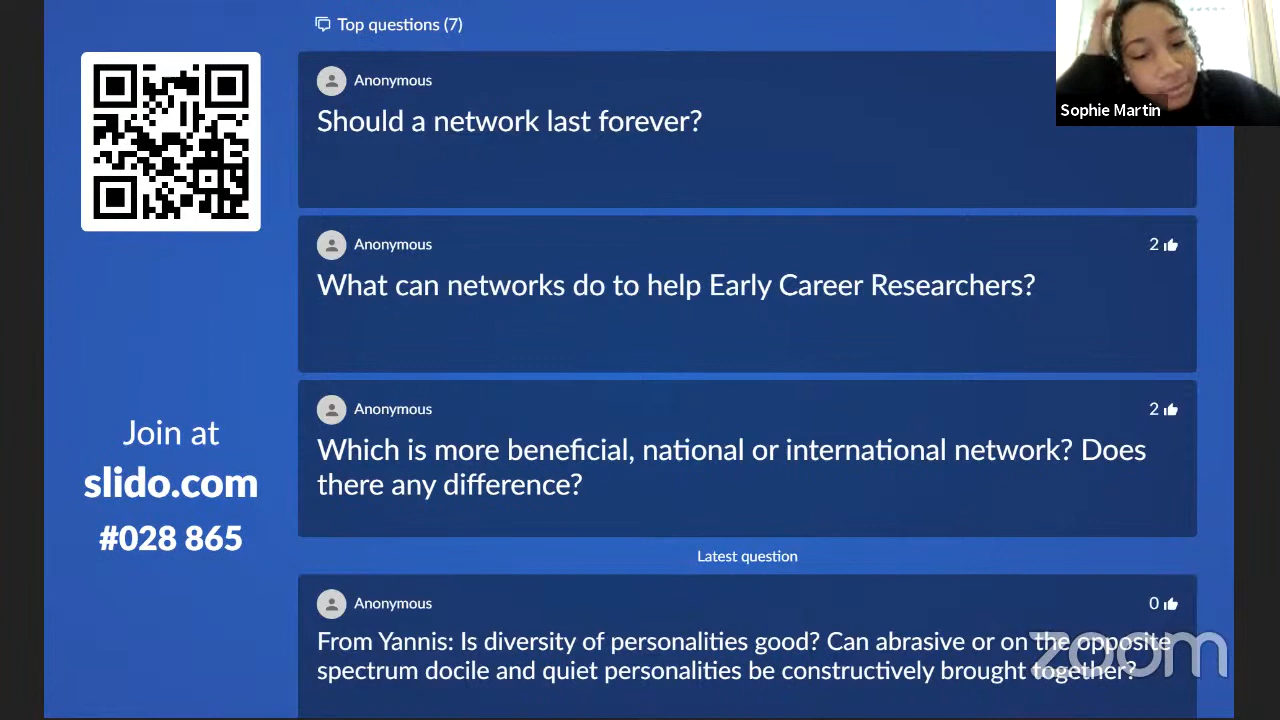 Top questions (7)
Anonymous
Should a network last forever?
Sophie Martin
Anonymous
2
What can networks do to help Early Career Researchers?
Anonymous
2
Which is more beneficial, national or international network? Does
there any difference?
Join at
slido.com
#028 865
Latest question
Anonymous
0
From Yannis: Is diversity of personalities good? Can abrasive or on the opposite
spectrum docile and quiet personalities be constructively brought together?
zoom